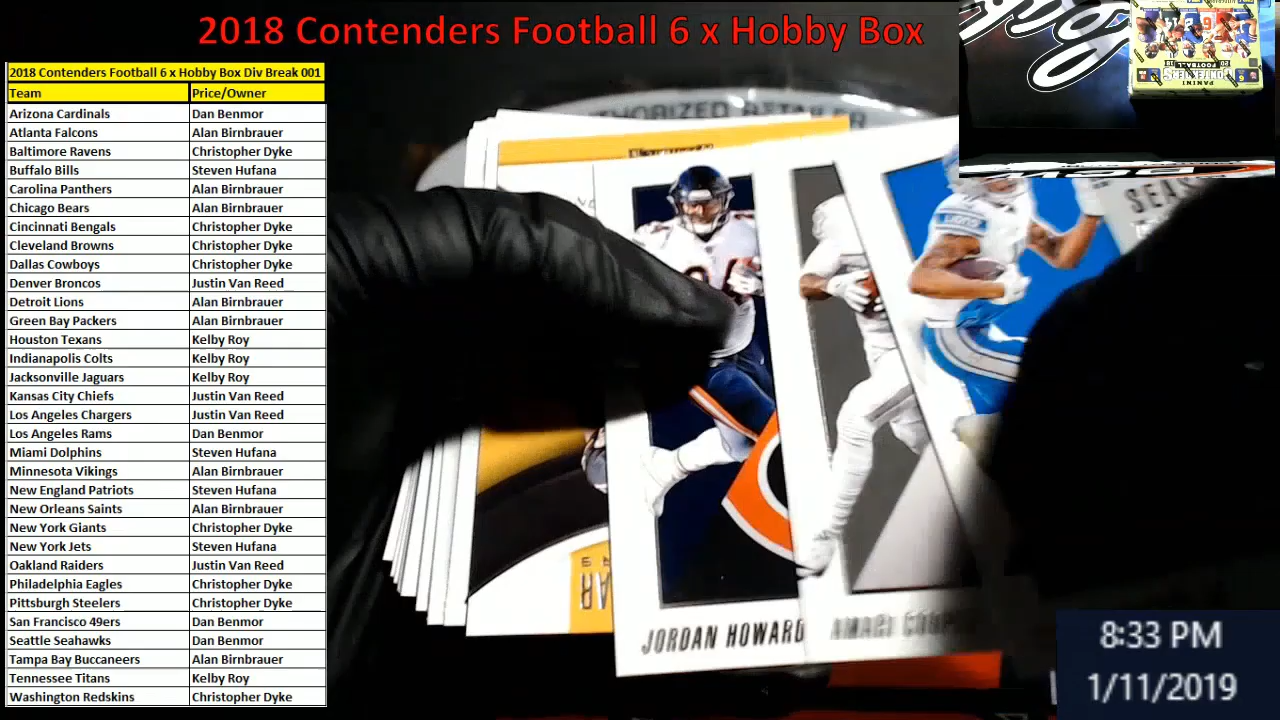 2018 Contenders Football 6 x Hobby Box
2018 Contenders Football 6 x Hobby Box Div Break 001
Team Price/Owner
Arizona Cardinals Dan Benmor
Atlanta Falcons Alan Birnbrauer
Baltimore Ravens Christopher Dyke
Buffalo Bills Steven Hufana
Carolina Panthers Alan Birnbrauer
Chicago Bears Alan Birnbrauer
Cincinnati Bengals Christopher Dyke
Cleveland Browns Christopher Dyke
Dallas Cowboys Christopher Dyke
Denver Broncos Justin Van Reed
Detroit Lions Alan Birnbrauer
Green Bay Packers Alan Birnbrauer
Houston Texans Kelby Roy
Indianapolis Colts Kelby Roy
Jacksonville Jaguars Kelby Roy
Kansas City Chiefs Justin Van Reed
Los Angeles Chargers Justin Van Reed
Los Angeles Rams Dan Benmor
Miami Dolphins Steven Hufana
Minnesota Vikings Alan Birnbrauer
New England Patriots Steven Hufana
New Orleans Saints Alan Birnbrauer
New York Giants Christopher Dyke
New York Jets Steven Hufana
Oakland Raiders Justin Van Reed
Philadelphia Eagles Christopher Dyke
Pittsburgh Steelers Christopher Dyke
San Francisco 49ers Dan Benmor
Seattle Seahawks Dan Benmor
Tampa Bay Buccaneers Alan Birnbrauer
Tennessee Titans Kelby Roy
Washington Redskins Christopher Dyke
RETAILER
SEAS
LIONS
JORDAN HOWARD
AMARI
PANINI
CONTENDERS
FOOTBALL
8:33 PM
1/11/2019